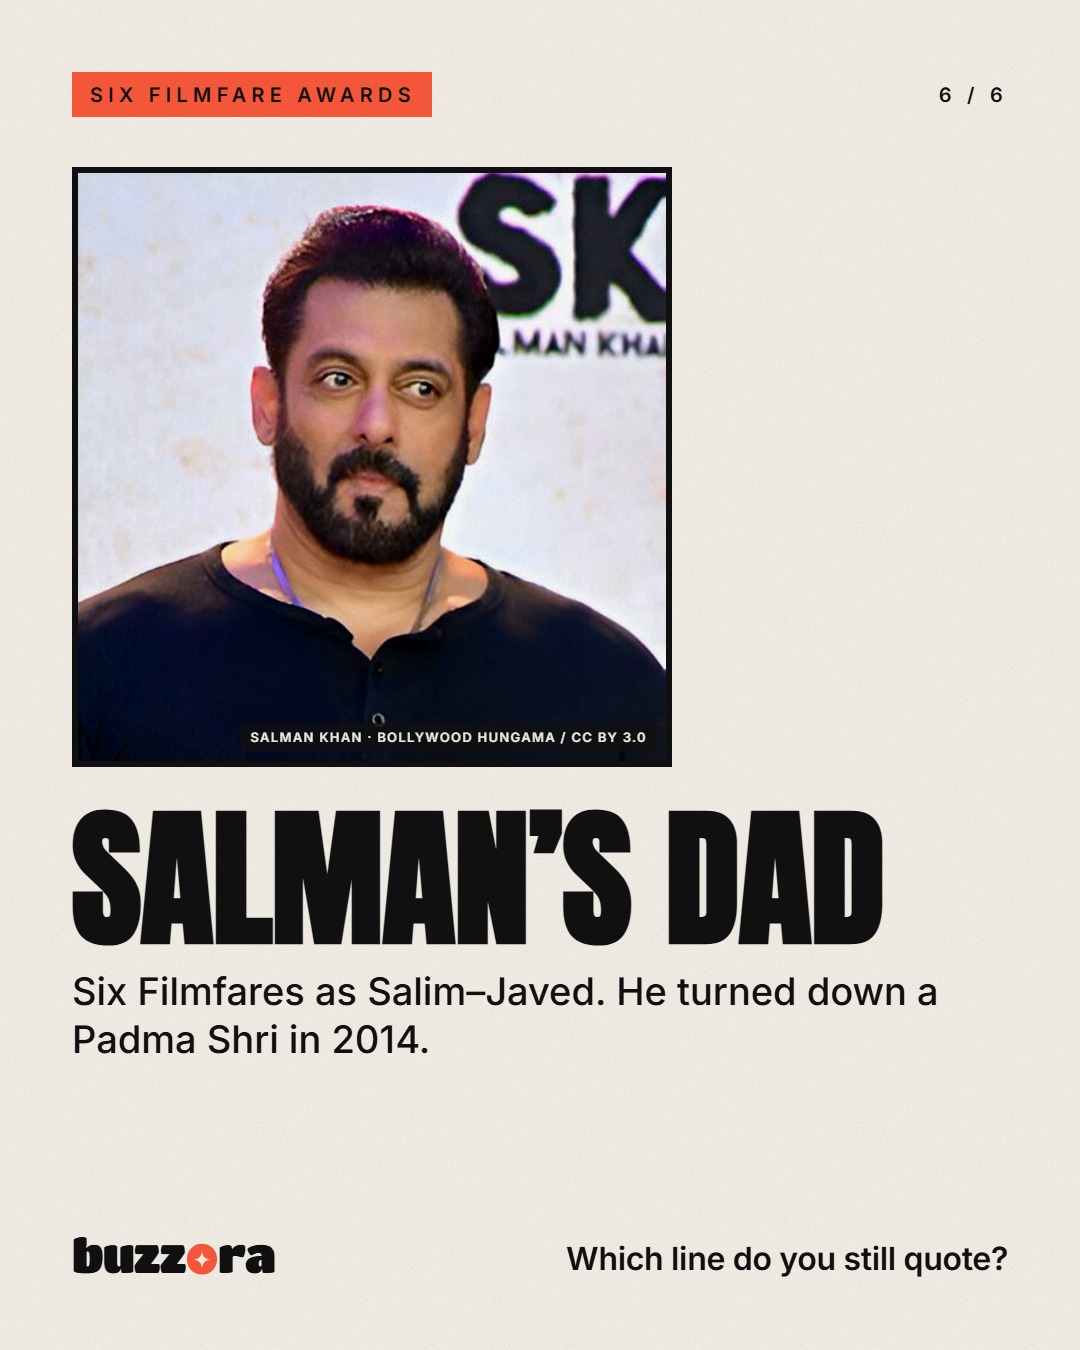 SIX FILMFARE AWARDS
6 / 6
SK
MAN KHA
SALMAN KHAN · BOLLYWOOD HUNGAMA / CC BY 3.0
SALMAN’S DAD
Six Filmfares as Salim–Javed. He turned down a
Padma Shri in 2014.
buzzora
Which line do you still quote?